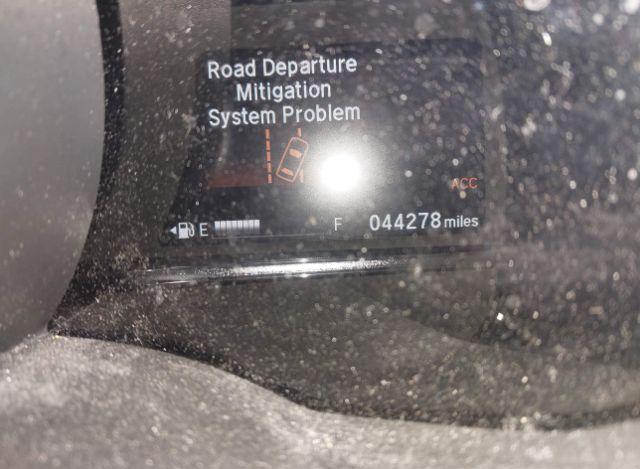 Road Departure
Mitigation
System Problem
ACC
E F 044278 miles